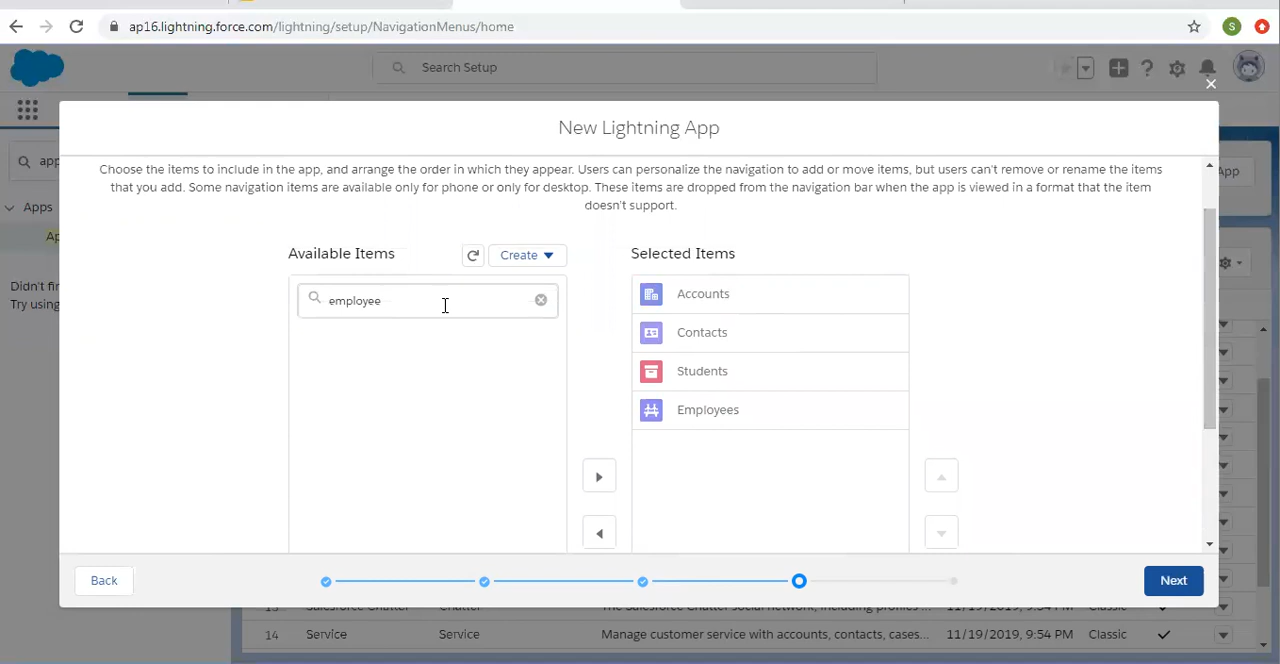 ap16.lightning.force.com/lightning/setup/NavigationMenus/home
S
Search Setup
New Lightning App
app
App
Choose the items to include in the app, and arrange the order in which they appear. Users can personalize the navigation to add or move items, but users can't remove or rename the items
that you add. Some navigation items are available only for phone or only for desktop. These items are dropped from the navigation bar when the app is viewed in a format that the item
doesn't support.
Apps
Ap
Didn't fin
Try using
Available Items
Create
Selected Items
employee
Accounts
Contacts
Students
Employees
Back
Next
13
Salesforce Chatter
Chatter
The Salesforce Chatter social network, including profiles ...
11/19/2019, 9:54 PM
Classic
14
Service
Service
Manage customer service with accounts, contacts, cases...
11/19/2019, 9:54 PM
Classic